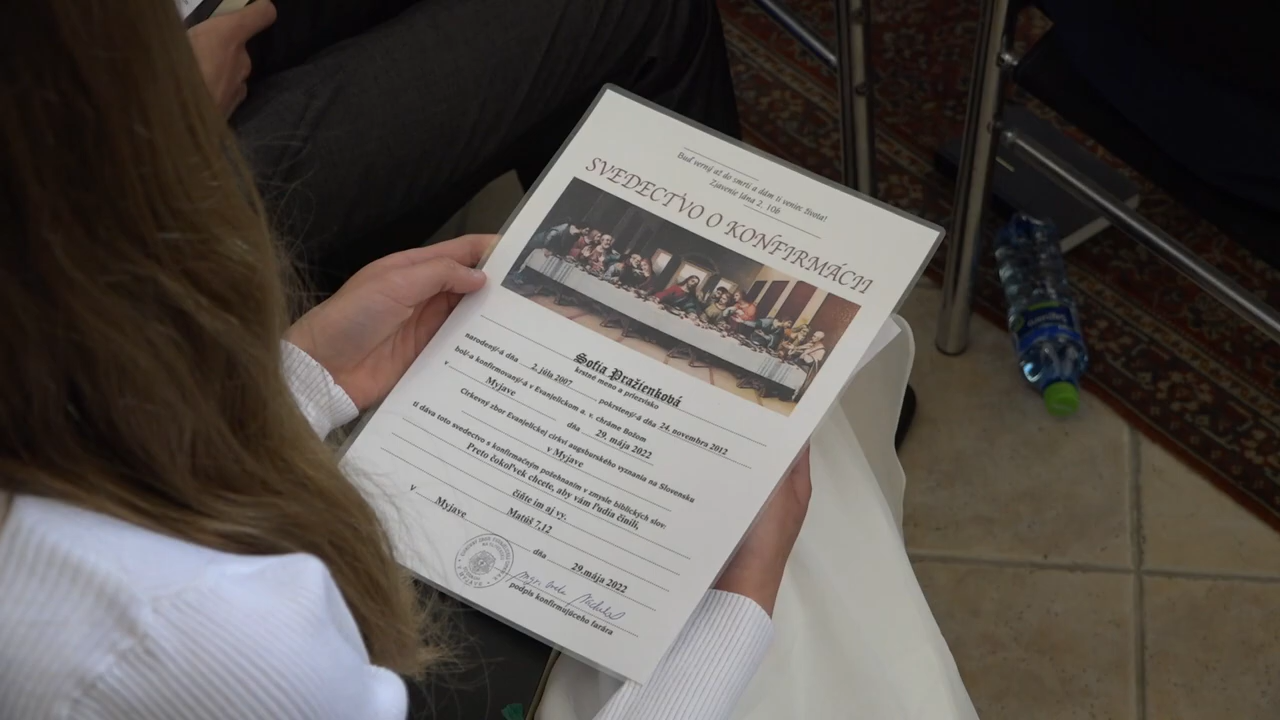 Buď verný až do smrti a dám ti veniec života!
Zjavenie Jána 2, 10b
SVEDECTVO O KONFIRMÁCII
Sofia Pražienková
krstné meno a priezvisko
narodený/-á dňa 2. júla 2007 pokrstený/-á dňa 24. novembra 2012
bol/-a konfirmovaný/-á v Evanjelickom a. v. chráme Božom
v Myjave dňa 29. mája 2022
Cirkevný zbor Evanjelickej cirkvi augsburského vyznania na Slovensku
v Myjave
ti dáva toto svedectvo s konfirmačným požehnaním v zmysle biblických slov:
Preto čokoľvek chcete, aby vám ľudia činili,
čiňte im aj vy.
Matúš 7,12
v Myjave dňa 29.mája 2022
podpis konfirmujúceho farára